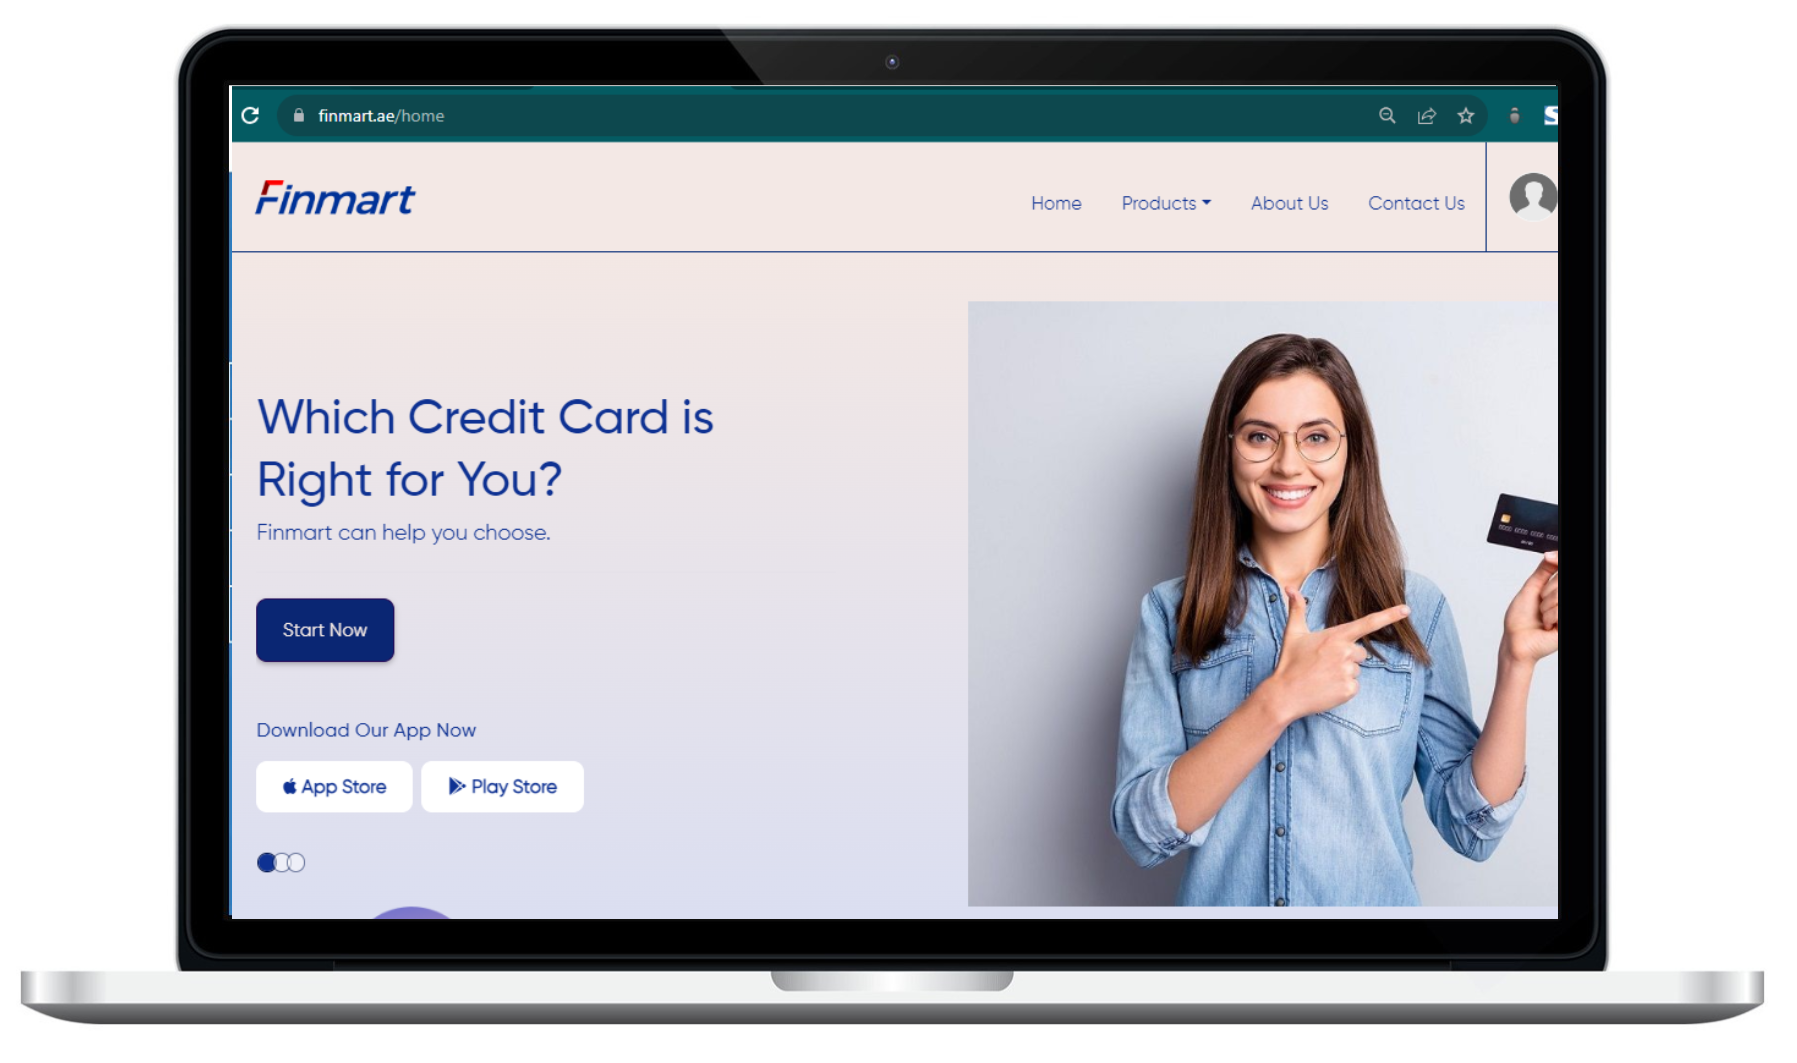 finmart.ae/home
Finmart
Home Products About Us Contact Us
Which Credit Card is
Right for You?
Finmart can help you choose.
Start Now
Download Our App Now
App Store Play Store